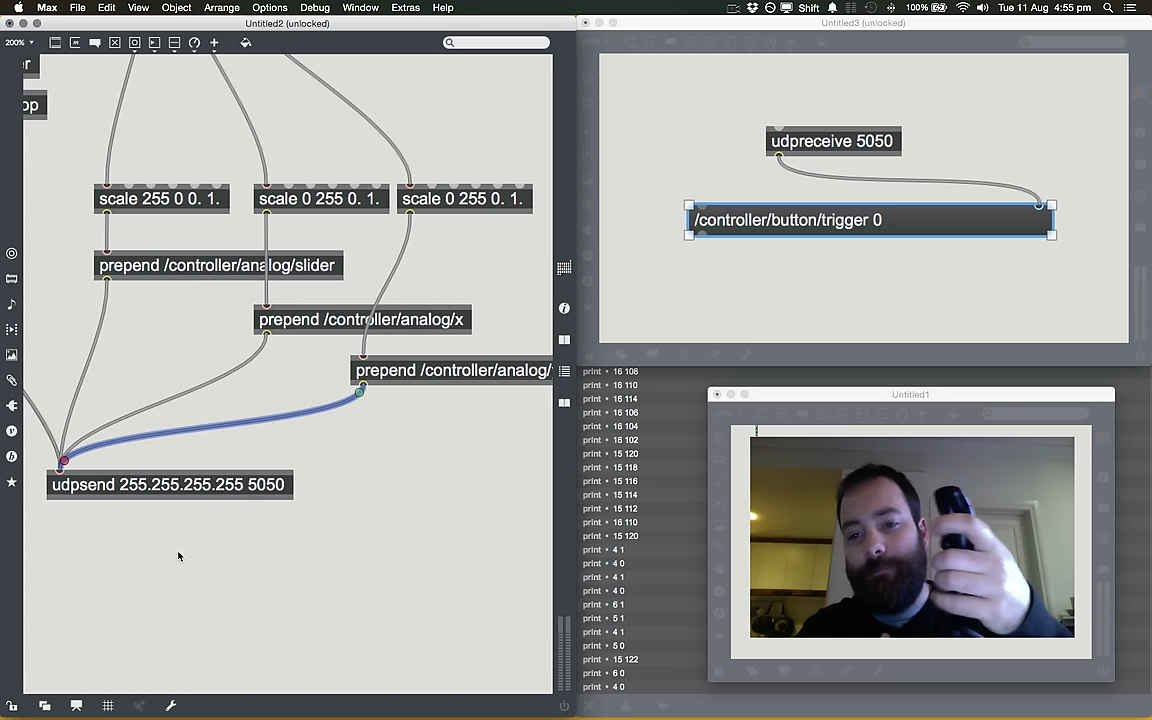 Max File Edit View Object Arrange Options Debug Window Extras Help
Shift 100% Tue 11 Aug 4:55 pm
Untitled2 (unlocked)
200%
op
scale 255 0 0. 1.
scale 0 255 0. 1.
scale 0 255 0. 1.
prepend /controller/analog/slider
prepend /controller/analog/x
prepend /controller/analog/
udpsend 255.255.255.255 5050
Untitled3 (unlocked)
udpreceive 5050
/controller/button/trigger 0
print • 16 108
print • 16 110
print • 16 114
print • 16 106
print • 16 104
print • 16 102
print • 15 120
print • 15 118
print • 15 116
print • 15 114
print • 15 112
print • 16 110
print • 15 120
print • 4 1
print • 4 0
print • 4 1
print • 4 0
print • 6 1
print • 5 1
print • 4 1
print • 5 0
print • 15 122
print • 6 0
print • 4 0
Untitled1